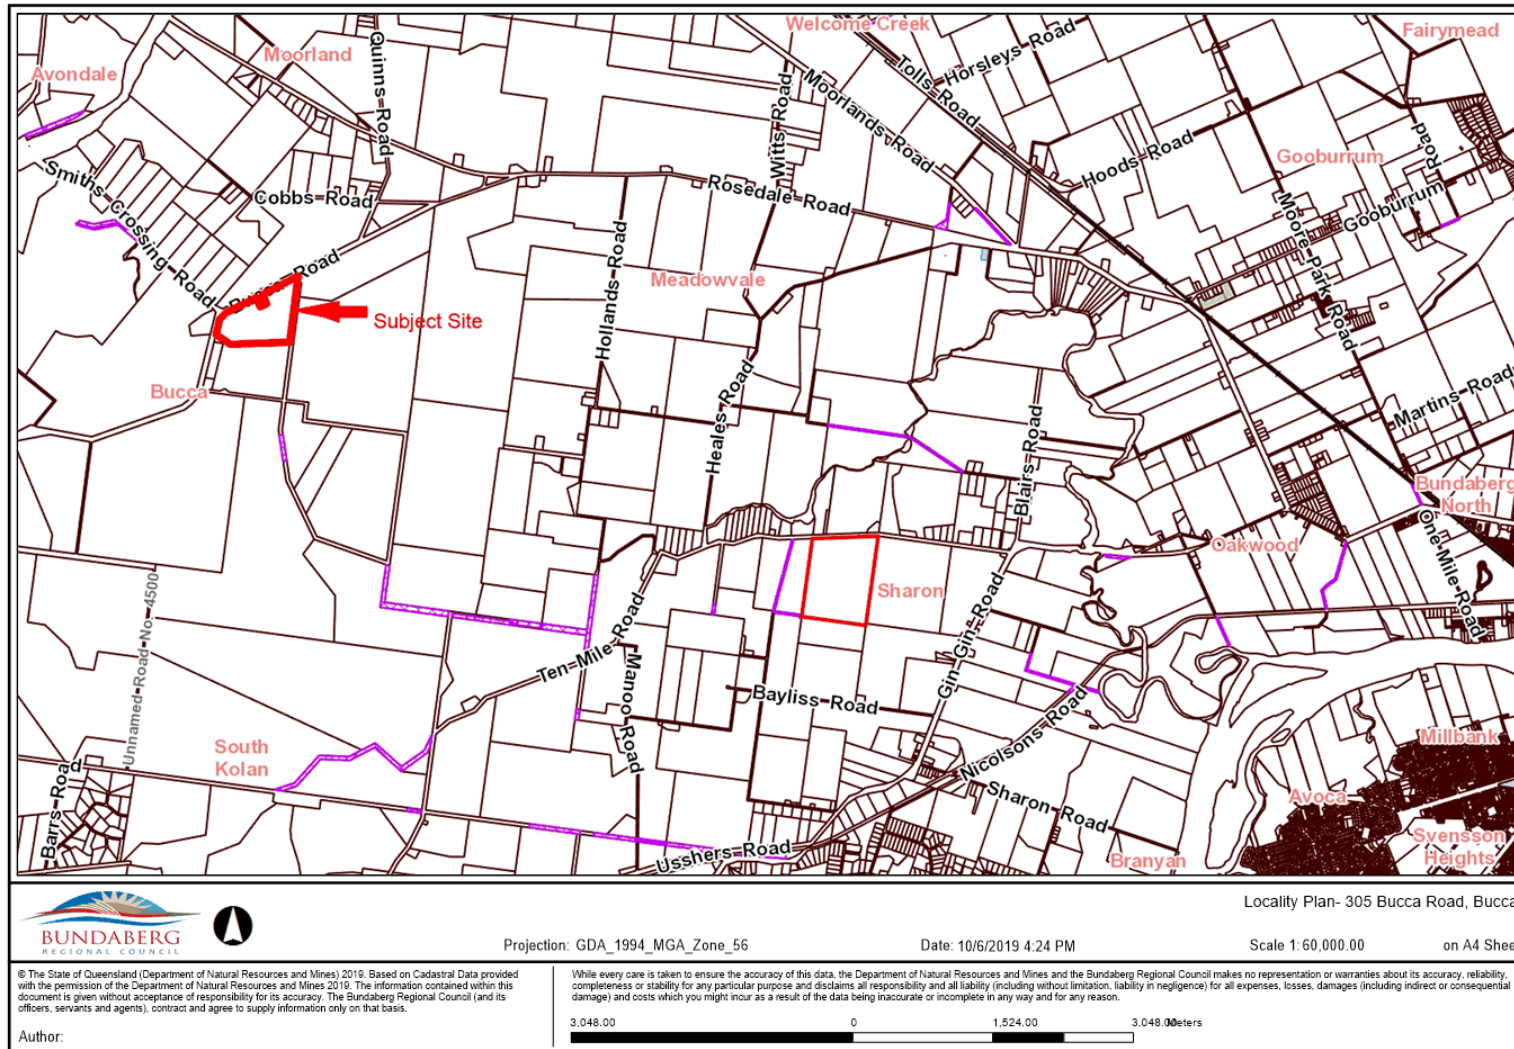 Welcome Creek
Fairymead
Moorland
Avondale
Quinns Road
Horsleys Road
Tolls Road
Moorlands Road
Witts Road
Hoods Road
Gooburrum
Road
Gooburrum
Moore Park Road
Smiths Crossing Road
Cobbs Road
Rosedale Road
Road
Hollands Road
Meadowvale
Subject Site
Bucca
Heales Road
Martins Road
Blairs Road
Bundaberg
North
One Mile Road
Oakwood
Unnamed Road No. 4500
Sharon
Gin Gin Road
Ten Mile Road
Manoo Road
Bayliss Road
Nicolsons Road
South
Kolan
Millbank
Barrs Road
Sharon Road
Avoca
Svensson
Heights
Usshers Road
Branyan
Locality Plan- 305 Bucca Road, Bucca
BUNDABERG
REGIONAL COUNCIL
Projection: GDA_1994_MGA_Zone_56
Date: 10/6/2019 4:24 PM
Scale 1:60,000.00
on A4 Shee
© The State of Queensland (Department of Natural Resources and Mines) 2019. Based on Cadastral Data provided
with the permission of the Department of Natural Resources and Mines 2019. The information contained within this
document is given without acceptance of responsibility for its accuracy. The Bundaberg Regional Council (and its
officers, servants and agents), contract and agree to supply information only on that basis.
Author:
While every care is taken to ensure the accuracy of this data, the Department of Natural Resources and Mines and the Bundaberg Regional Council makes no representation or warranties about its accuracy, reliability,
completeness or stability for any particular purpose and disclaims all responsibility and all liability (including without limitation, liability in negligence) for all expenses, losses, damages (including indirect or consequential
damage) and costs which you might incur as a result of the data being inaccurate or incomplete in any way and for any reason.
3,048.00
0
1,524.00
3,048.00 Meters